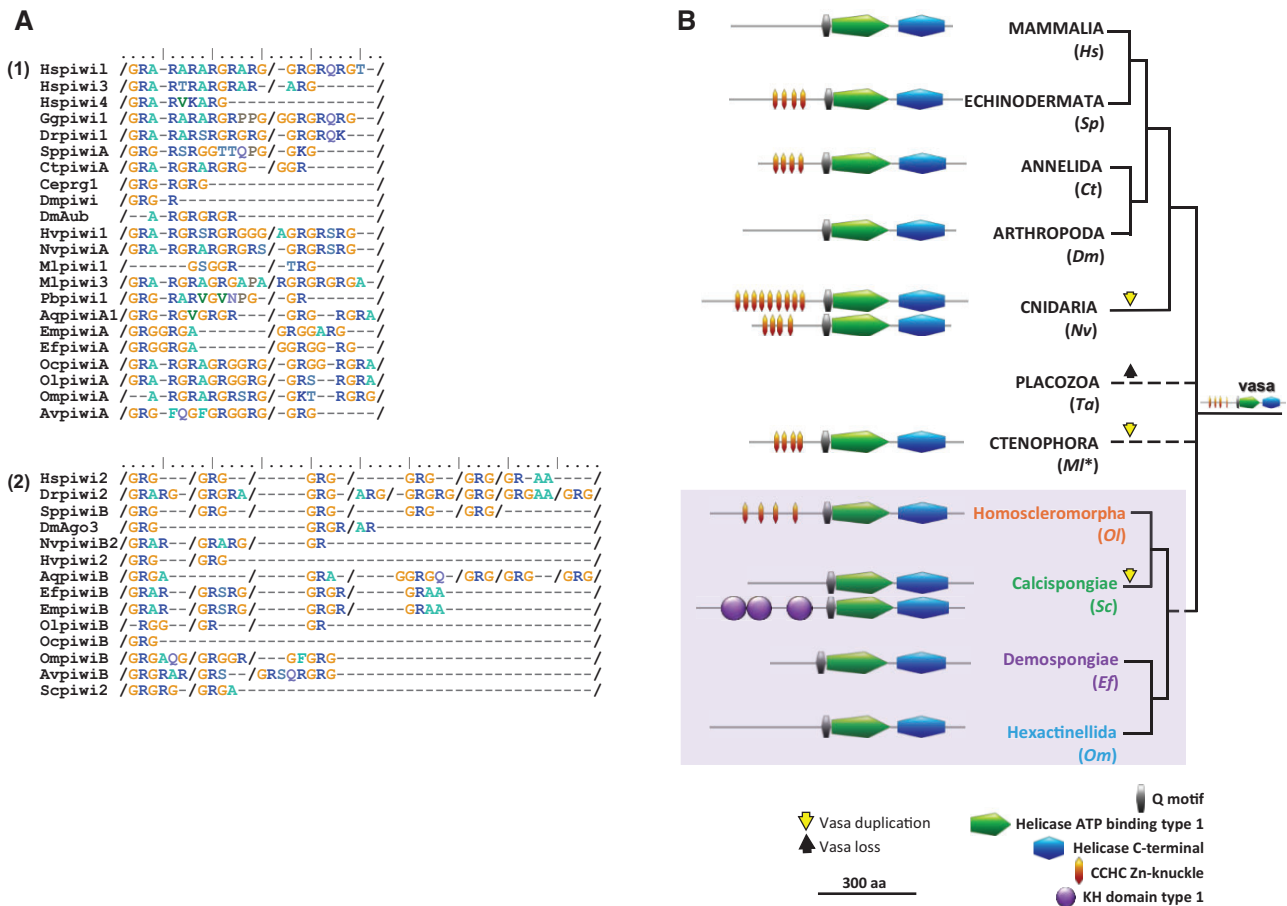 A
(1)
Hspiwi1 /GRA-RARARGRARG/-GRGRQRGT-/
Hspiwi3 /GRA-RTRARGRAR-/-ARG------/
Hspiwi4 /GRA-RVKARG----------------/
Ggpiwi1 /GRA-RARARGRPPG/GGRGRQRG--/
Drpiwi1 /GRA-RARSRGRGRG/-GRGRQK---/
SppiwiA /GRG-RSRGGTTQPG/-GKG------/
CtpiwiA /GRA-RGRARGRG--/GGR-------/
Ceprg1 /GRG-RGRG------------------/
Dmpiwi /GRG-R---------------------/
DmAub /--A-RGRGRGR---------------/
Hvpiwi1 /GRA-RGRSRGRGGG/AGRGRSRG--/
NvpiwiA /GRA-RGRARGRGRS/-GRGRSRG--/
Mlpiwi1 /----GSGGR--/--TRG------/
Mlpiwi3 /GRA-RGRAGRGAPA/RGRGRGRGA-/
Pbpiwi1 /GRG-RARVGVNPG-/-GR-------/
AqpiwiA1/GRG-RGVGRGR---/-GRG--RGRA/
EmpiwiA /GRGGRGA------/GRGGARG--/
EfpiwiA /GRGGRGA------/GGRGG-RG-/
OcpiwiA /GRA-RGRAGRGGRG/-GRGG-RGRA/
OlpiwiA /GRA-RGRAGRGGRG/-GRS--RGRA/
OmpiwiA /--A-RGRARGRSRG/-GKT--RGRG/
AvpiwiA /GRG-FQGFGRGGRG/-GRG------/
(2)
Hspiwi2 /GRG--/GRG---/---GRG--/-----GRG--/GRG/GR-AA---/
Drpiwi2 /GRARG/-GRGRA/---GRG-/ARG/-GRGRG/GRGRG/GRGAA/GRG/
SppiwiB /GRG--/GRG---/---GRG--/-----GRG-/GRG/-------/
DmAgo3 /GRG------------GRGR/AR------------------/
NvpiwiB2/GRAR--/GRARG/---GR----------------------/
Hvpiwi2 /GRG--/GRG------------------------------/
AqpiwiB /GRGA-----------GRA-/----GGRGQ-/GRG/GRG--/GRG/
EfpiwiB /GRAR-/GRSRG-/---GRGR-/----GRAA------------/
EmpiwiB /GRAR-/GRSRG-/---GRGR-/----GRAA------------/
OlpiwiB /-RGG-/GR----/---GR----------------------/
OcpiwiB /GRG------------------------------------/
OmpiwiB /GRGAQG/GRGGR/---GFGRG---------------------/
AvpiwiB /GRGRAR/GRS--/GRSQRGRG---------------------/
Scpiwi2 /GRGRG-/GRGA-----------------------------/
B
MAMMALIA
(Hs)
ECHINODERMATA
(Sp)
ANNELIDA
(Ct)
ARTHROPODA
(Dm)
CNIDARIA
(Nv)
PLACOZOA
(Ta)
vasa
CTENOPHORA
(Ml*)
Homoscleromorpha
(Ol)
Calcispongiae
(Sc)
Demospongiae
(Ef)
Hexactinellida
(Om)
Vasa duplication
Vasa loss
300 aa
Q motif
Helicase ATP binding type 1
Helicase C-terminal
CCHC Zn-knuckle
KH domain type 1